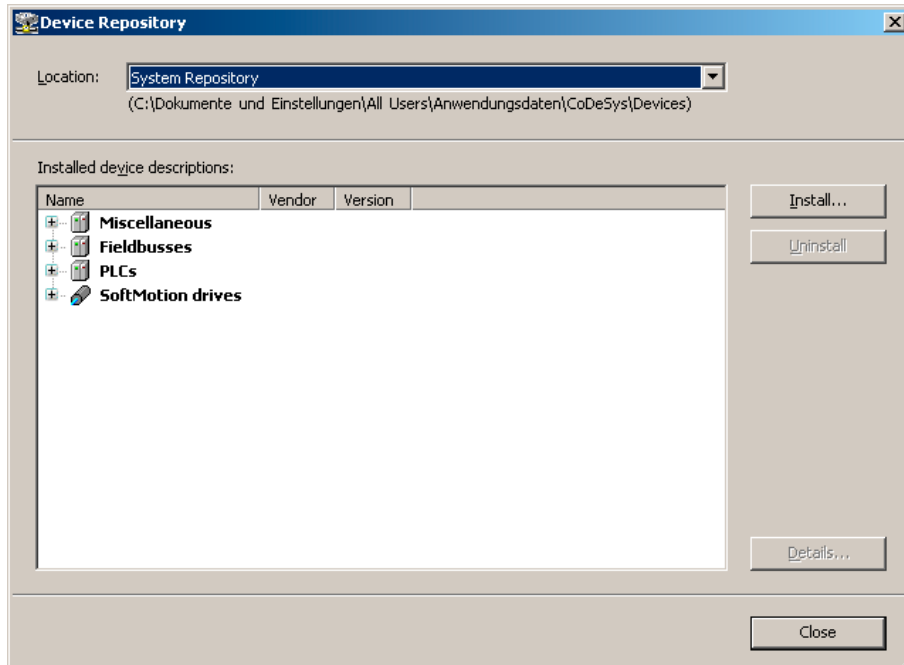 Device Repository
Location: System Repository
(C:\Dokumente und Einstellungen\All Users\Anwendungsdaten\CoDeSys\Devices)
Installed device descriptions:
Name Vendor Version
Install...
Miscellaneous
Fieldbusses
Uninstall
PLCs
SoftMotion drives
Details...
Close